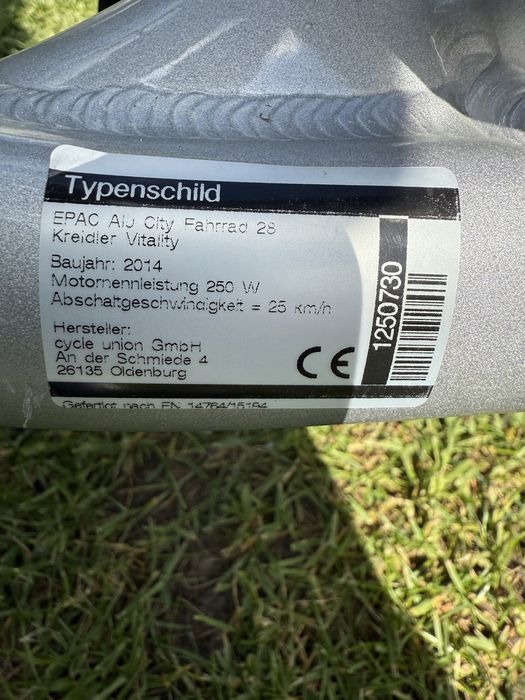 Typenschild
EPAC Alu City Fahrrad 28
Kreidler Vitality
Baujahr: 2014
Motornennleistung 250 W
Abschaltgeschwindigkeit = 25 km/h
Hersteller:
cycle union GmbH
An der Schmiede 4
26135 Oldenburg
CE
1250730
Gefertigt nach EN 14764/15194